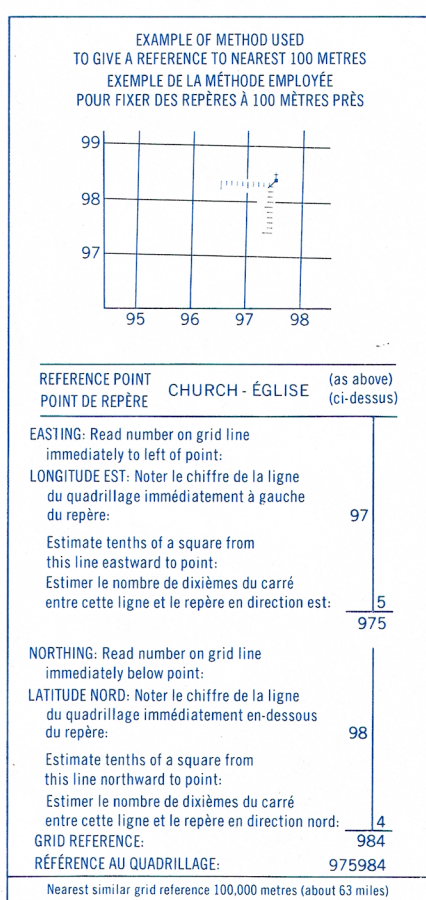 EXAMPLE OF METHOD USED
TO GIVE A REFERENCE TO NEAREST 100 METRES
EXEMPLE DE LA MÉTHODE EMPLOYÉE
POUR FIXER DES REPÈRES À 100 MÈTRES PRÈS
99
98
97
95 96 97 98
REFERENCE POINT
POINT DE REPÈRE
CHURCH - ÉGLISE
(as above)
(ci-dessus)
EASTING: Read number on grid line
immediately to left of point:
LONGITUDE EST: Noter le chiffre de la ligne
du quadrillage immédiatement à gauche
du repère: 97
Estimate tenths of a square from
this line eastward to point:
Estimer le nombre de dixièmes du carré
entre cette ligne et le repère en direction est: 5
975
NORTHING: Read number on grid line
immediately below point:
LATITUDE NORD: Noter le chiffre de la ligne
du quadrillage immédiatement en-dessous
du repère: 98
Estimate tenths of a square from
this line northward to point:
Estimer le nombre de dixièmes du carré
entre cette ligne et le repère en direction nord: 4
GRID REFERENCE: 984
RÉFÉRENCE AU QUADRILLAGE: 975984
Nearest similar grid reference 100,000 metres (about 63 miles)